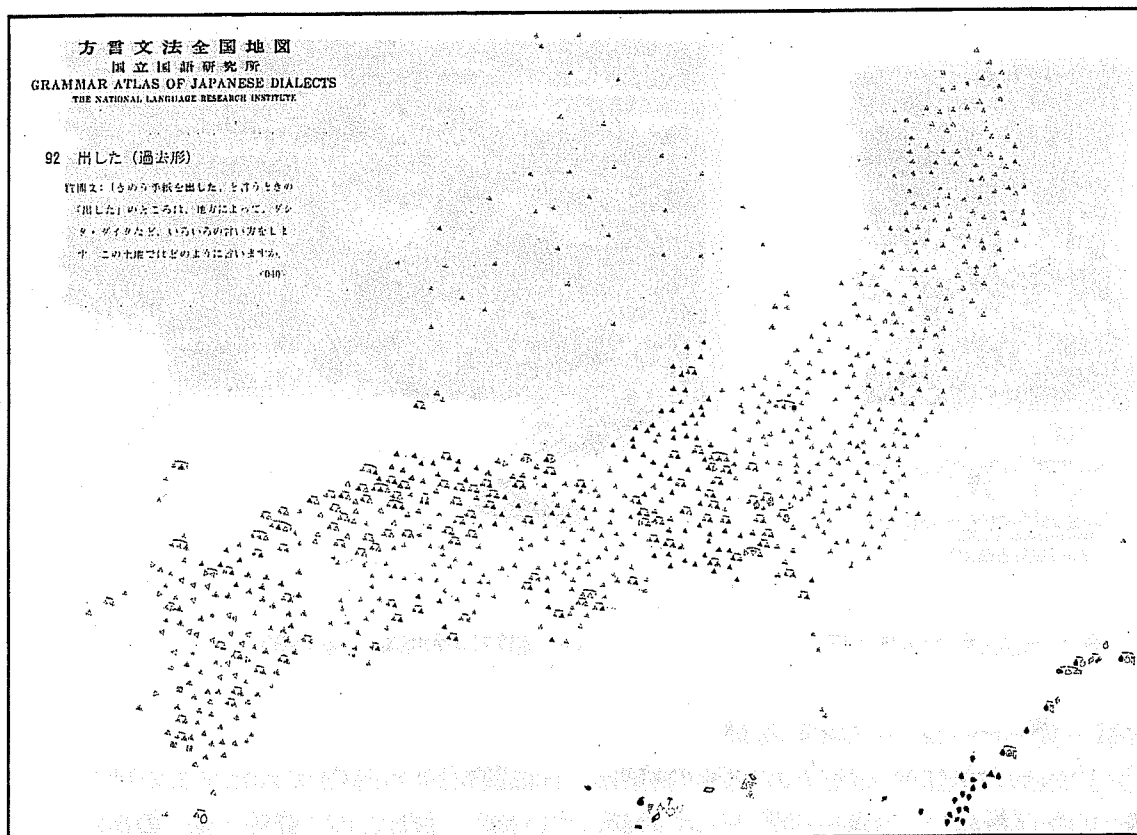 方言文法全国地図
国立国語研究所
GRAMMAR ATLAS OF JAPANESE DIALECTS
THE NATIONAL LANGUAGE RESEARCH INSTITUTE
92 出した (過去形)
質問文:「きのう手紙を出した」と言うときの
「出した」のところは、地方によって、ダシ
タ・ダイタなど、いろいろの言い方をしま
す。この土地ではどのように言いますか。
<040>